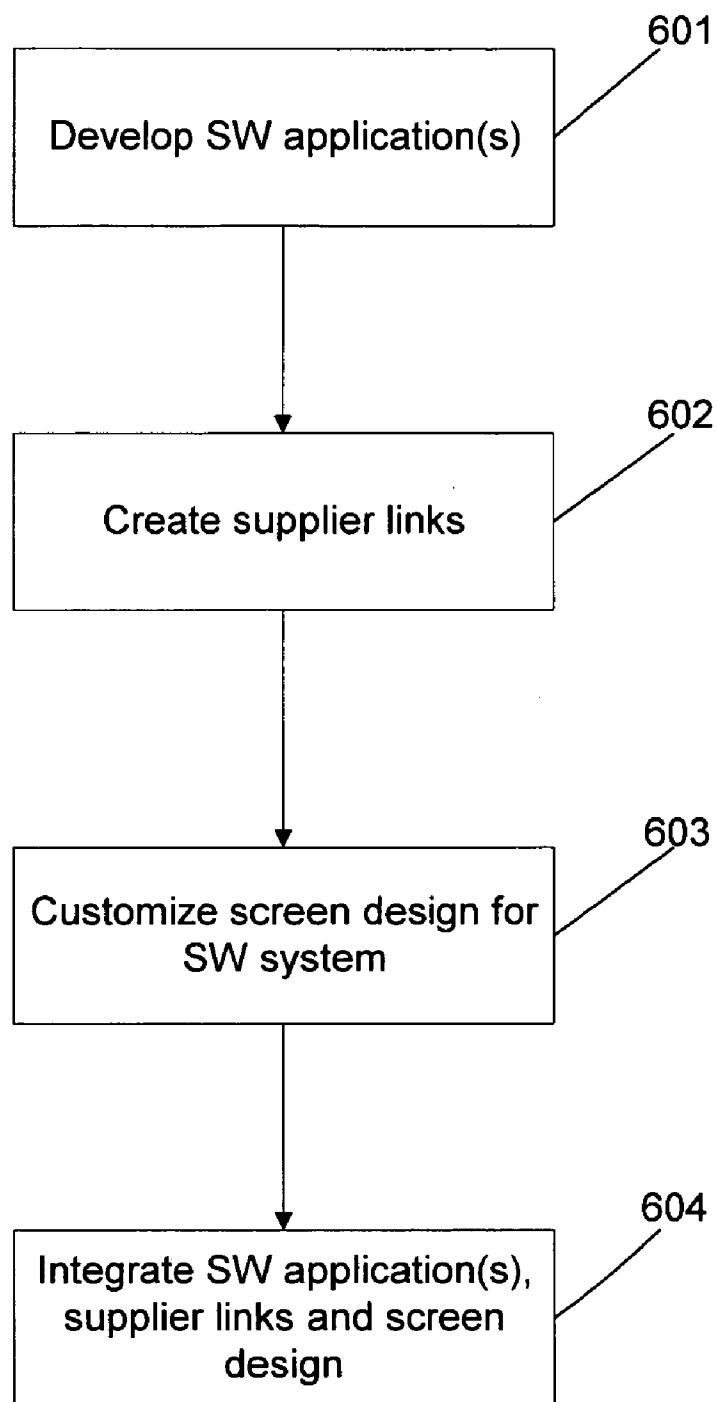 601
Develop SW application(s)
602
Create supplier links
603
Customize screen design for
SW system
604
Integrate SW application(s),
supplier links and screen
design